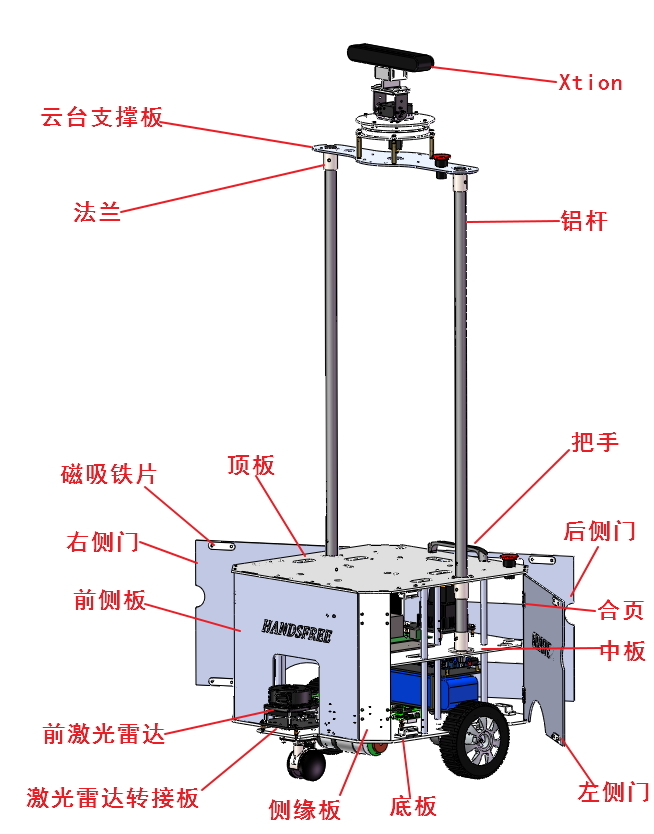 Xtion
云台支撑板
法兰
铝杆
把手
顶板
磁吸铁片
后侧门
右侧门
前侧板
HANDSFREE
合页
中板
前激光雷达
激光雷达转接板
侧缘板
底板
左侧门